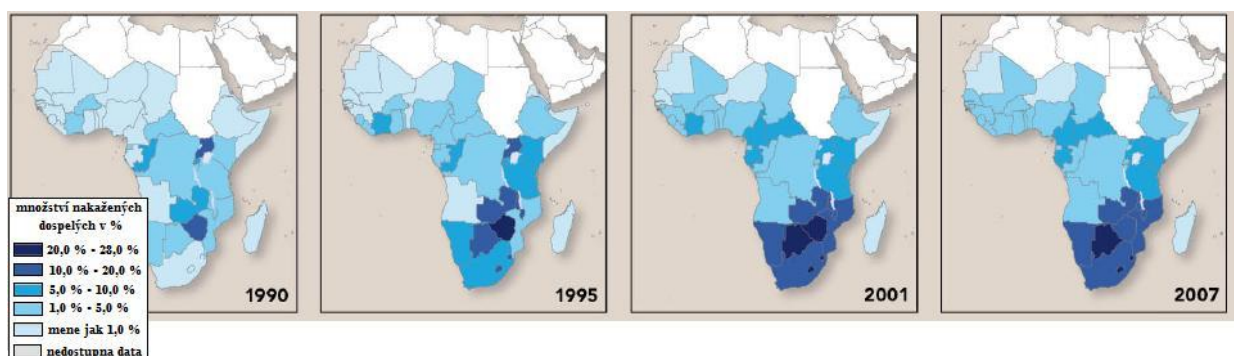 1990
1995
2001
2007
množství nakažených
dospelých v %
20,0 % - 28,0 %
10,0 % - 20,0 %
5,0 % - 10,0 %
1,0 % - 5,0 %
mene jak 1,0 %
nedostupna data